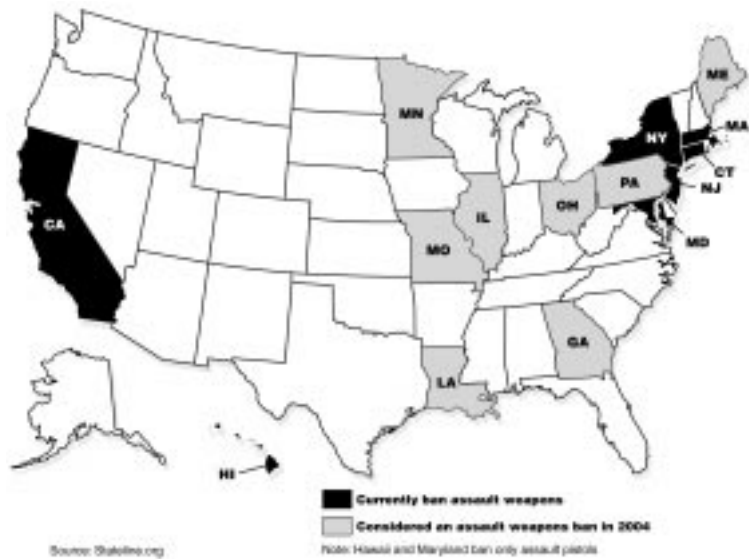 ME
MN
MA
NY
CT
PA
NJ
IL
OH
CA
MO
MD
GA
LA
HI
Currently ban assault weapons
Considered an assault weapons ban in 2004
Source: Stateline.org
Note: Hawaii and Maryland ban only assault pistols